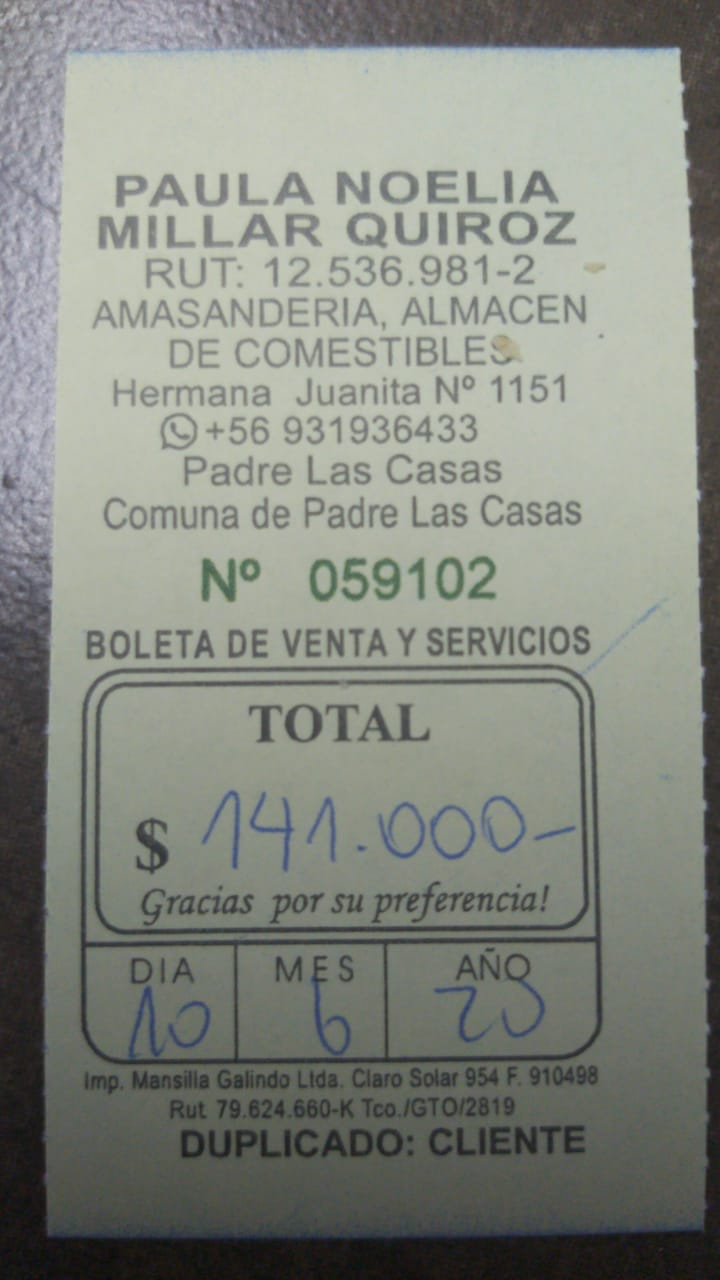 PAULA NOELIA
MILLAR QUIROZ
RUT: 12.536.981-2
AMASANDERIA, ALMACEN
DE COMESTIBLES
Hermana Juanita Nº 1151
+56 931936433
Padre Las Casas
Comuna de Padre Las Casas
Nº 059102
BOLETA DE VENTA Y SERVICIOS
TOTAL
$ 141.000-
Gracias por su preferencia!
DIA MES AÑO
10 6
Imp. Mansilla Galindo Ltda. Claro Solar 954 F. 910498
Rut 79.624.660-K Tco./GTO/2819
DUPLICADO: CLIENTE